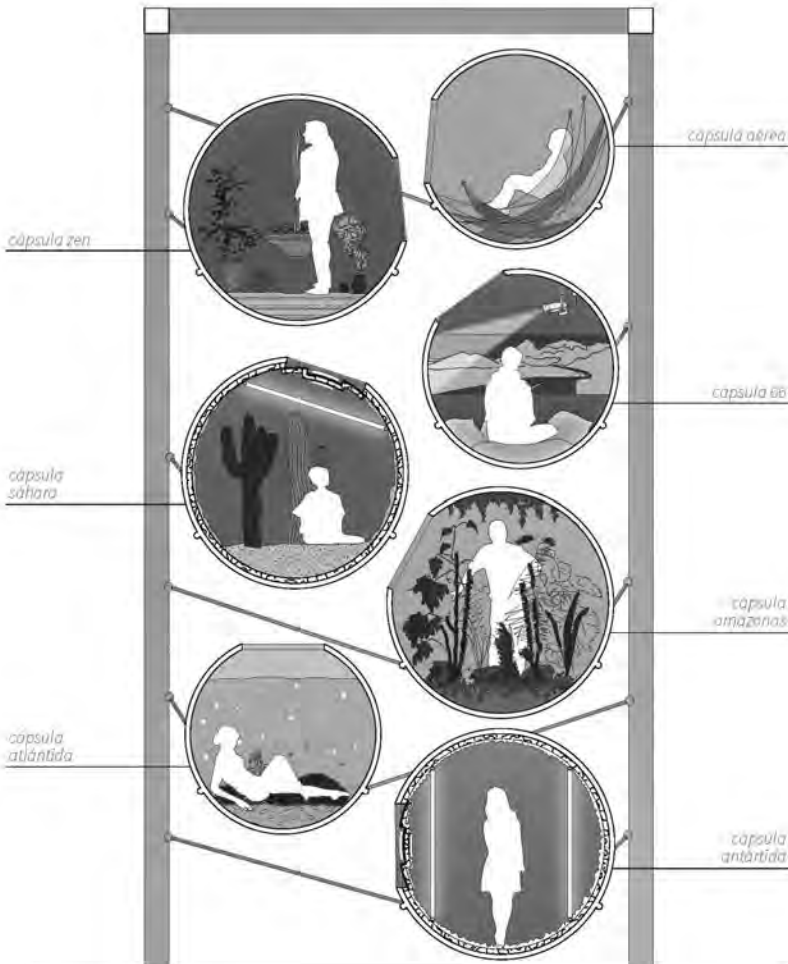 cápsula aérea
cápsula zen
cápsula 66
cápsula
sáhara
cápsula
amazonas
cápsula
atlántida
cápsula
antártida